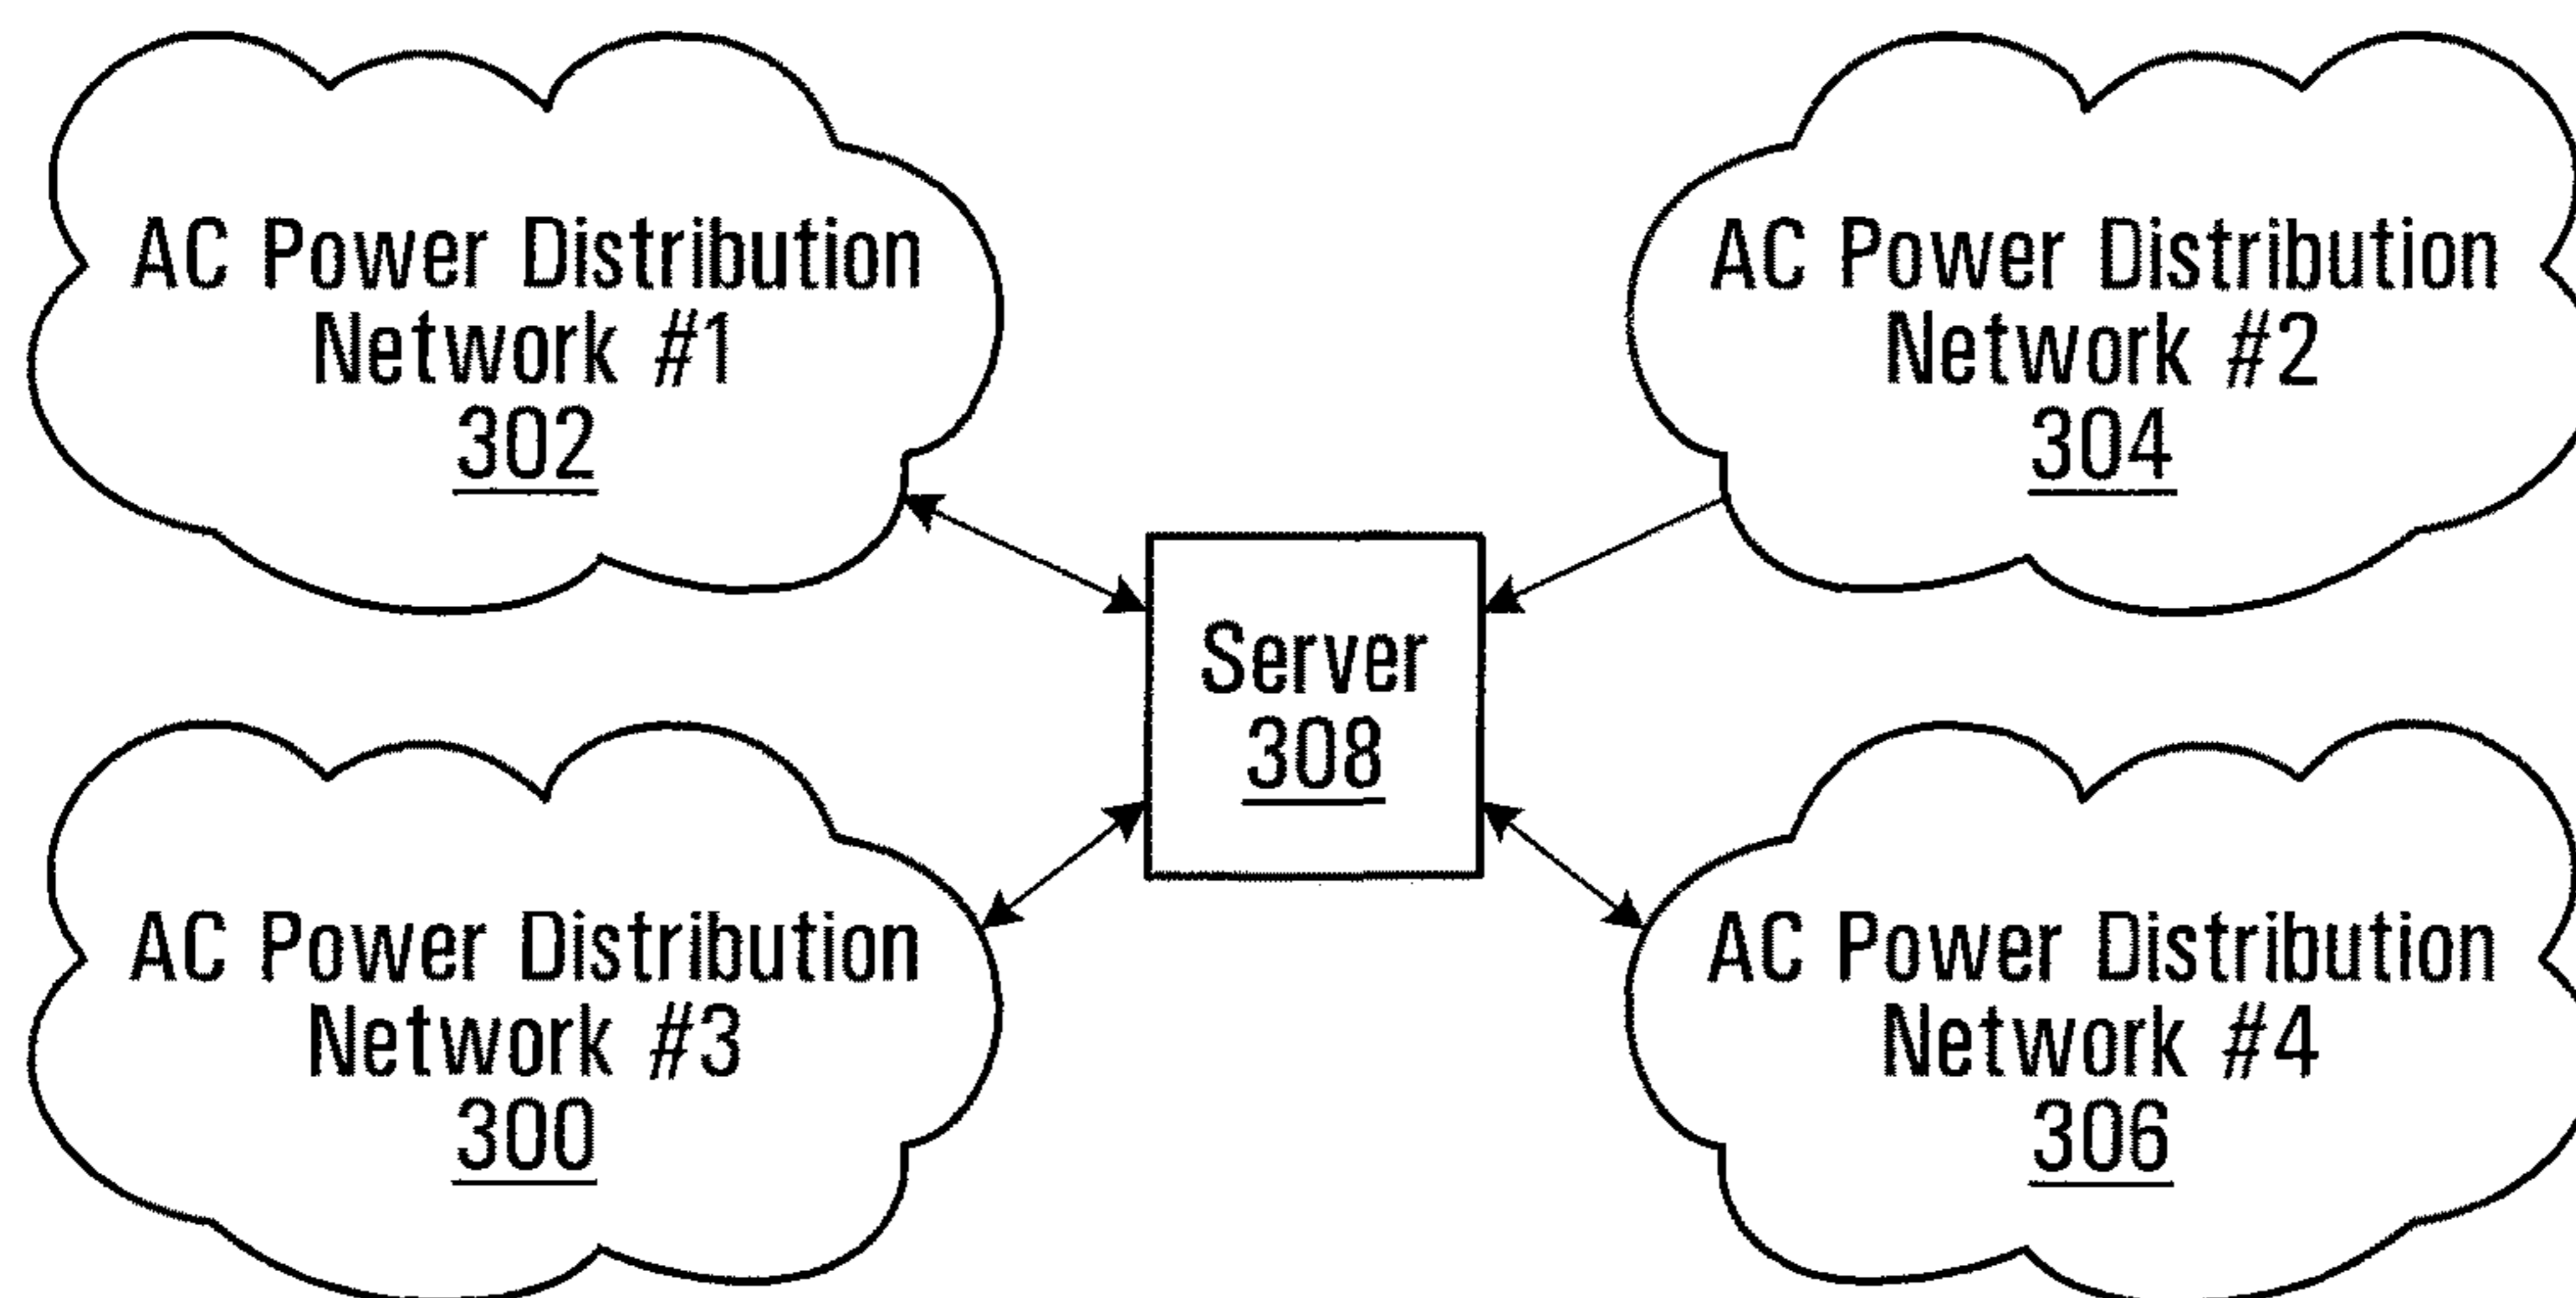 AC Power Distribution
Network #1
302
AC Power Distribution
Network #2
304
Server
308
AC Power Distribution
Network #3
300
AC Power Distribution
Network #4
306